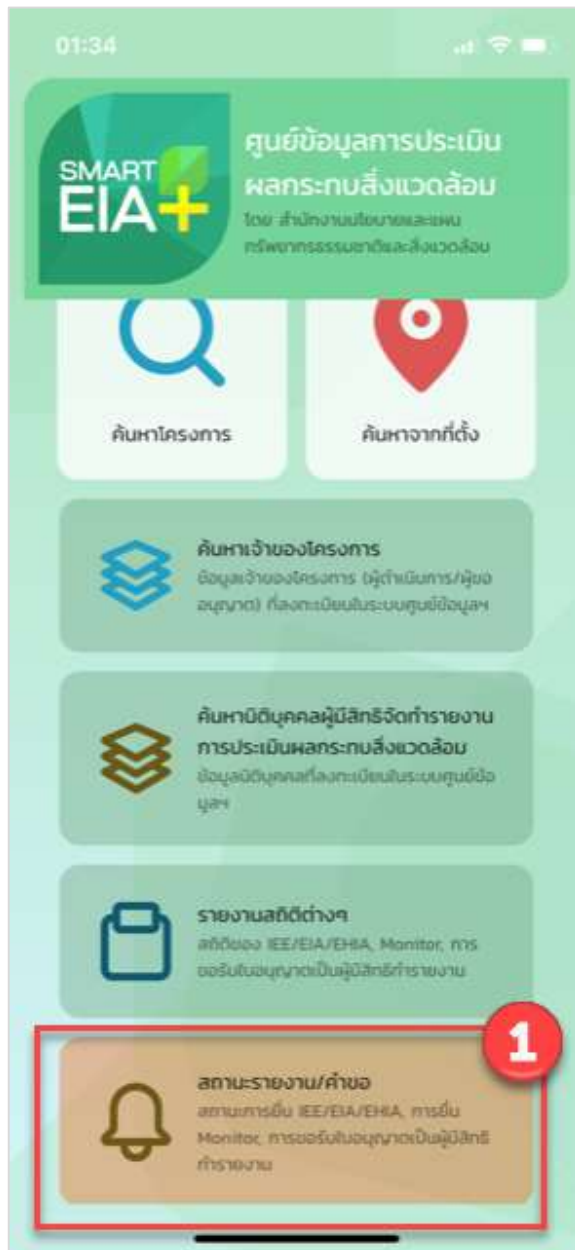 01:34
SMART
EIA+
ศูนย์ข้อมูลการประเมิน
ผลกระทบสิ่งแวดล้อม
โดย สำนักงานนโยบายและแผน
ทรัพยากรธรรมชาติและสิ่งแวดล้อม
ค้นหาโครงการ
ค้นหาจากที่ตั้ง
ค้นหาเจ้าของโครงการ
ข้อมูลเจ้าของโครงการ (ผู้ดำเนินการ/ผู้ขอ
อนุญาต) ที่ลงทะเบียนในระบบศูนย์ข้อมูลฯ
ค้นหานิติบุคคลผู้มีสิทธิจัดทำรายงาน
การประเมินผลกระทบสิ่งแวดล้อม
ข้อมูลนิติบุคคลที่ลงทะเบียนในระบบศูนย์ข้อ
มูลฯ
รายงานสถิติต่างๆ
สถิติของ IEE/EIA/EHIA, Monitor, การ
ขอรับใบอนุญาตเป็นผู้มีสิทธิทำรายงาน
1
สถานะรายงาน/คำขอ
สถานะการยื่น IEE/EIA/EHIA, การยื่น
Monitor, การขอรับใบอนุญาตเป็นผู้มีสิทธิ
ทำรายงาน